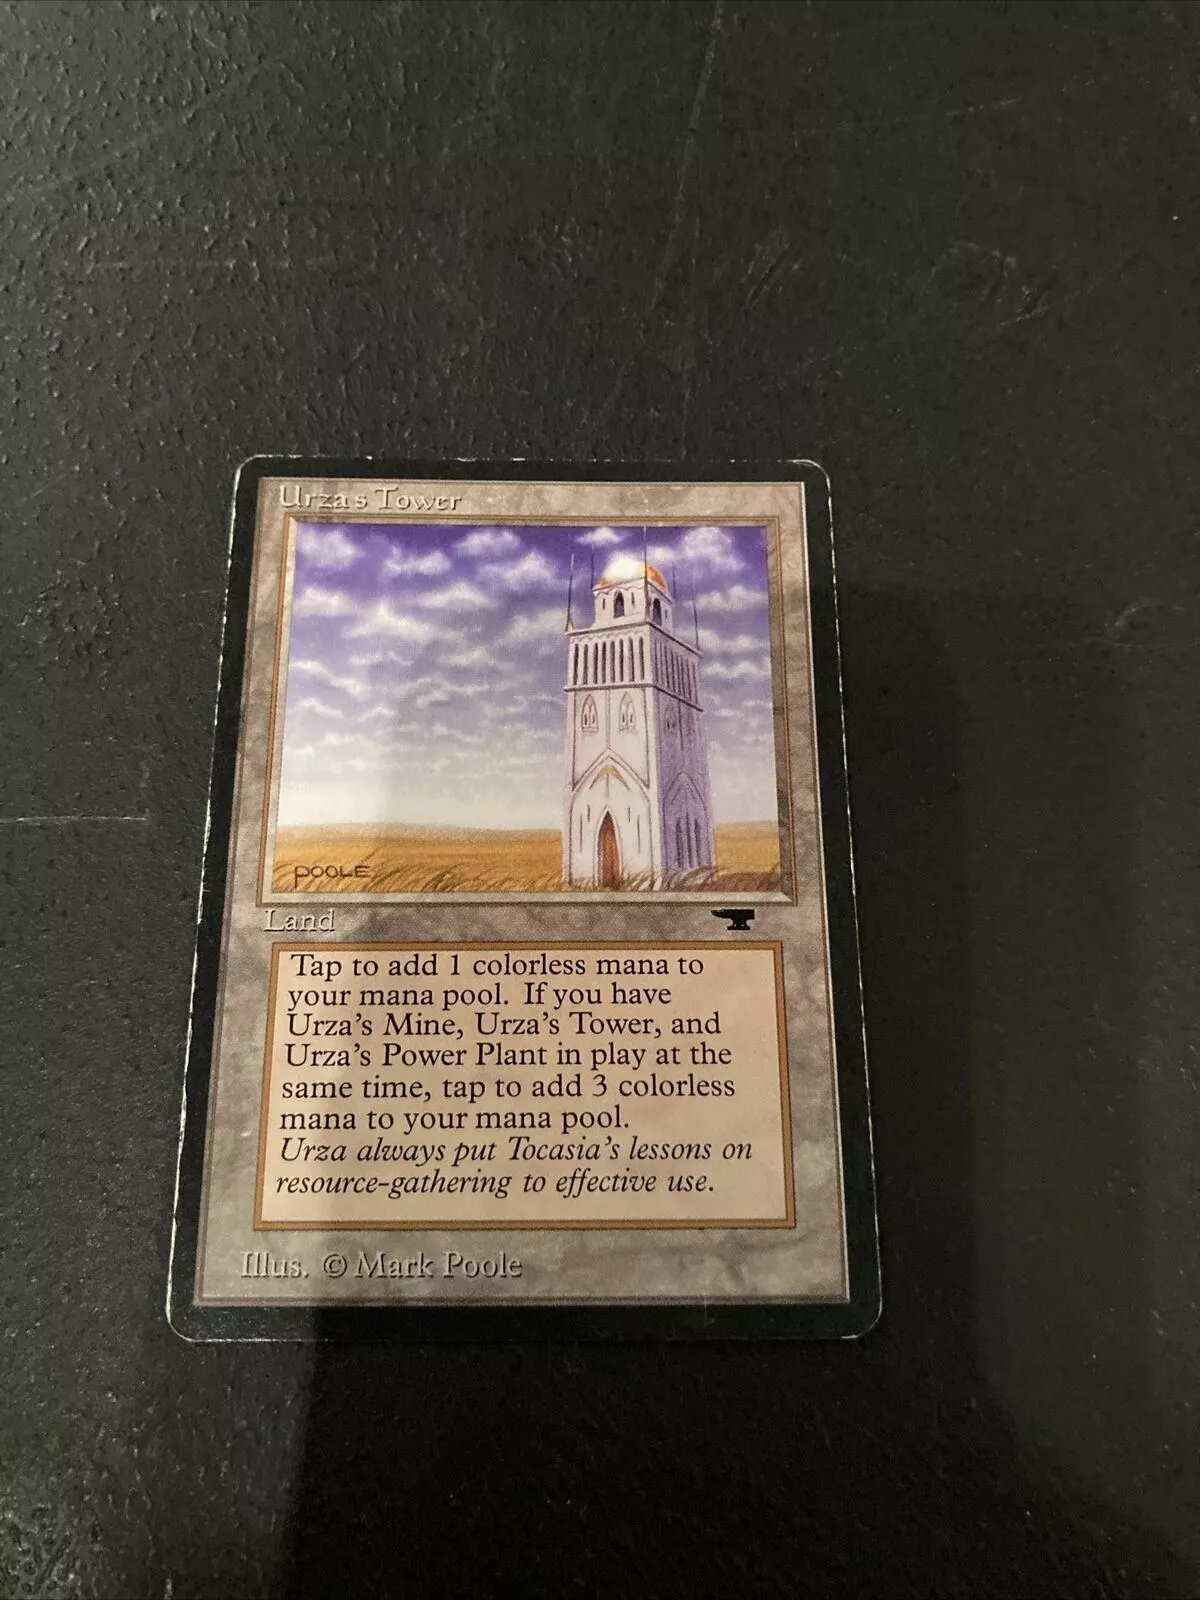 Urza's Tower
POOLE
Land
Tap to add 1 colorless mana to
your mana pool. If you have
Urza's Mine, Urza's Tower, and
Urza's Power Plant in play at the
same time, tap to add 3 colorless
mana to your mana pool.
Urza always put Tocasia's lessons on
resource-gathering to effective use.
Illus. © Mark Poole